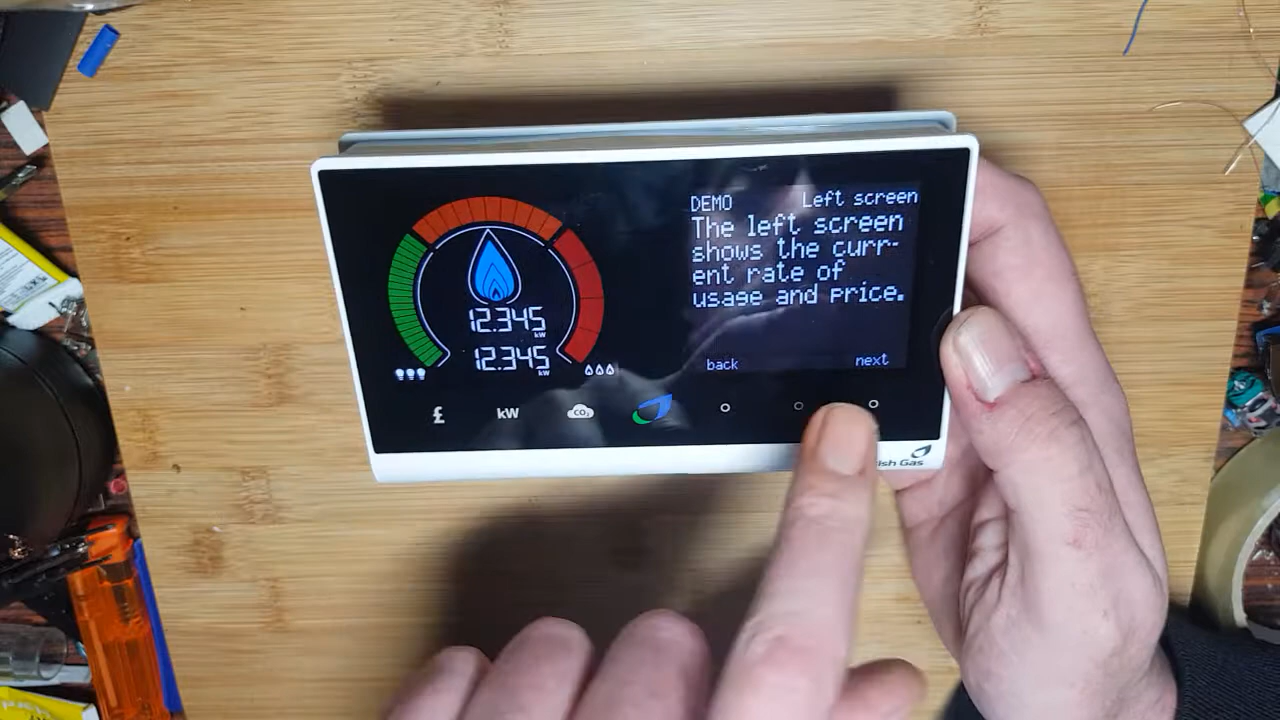 DEMO Left screen
The left screen
shows the curr-
ent rate of
usage and price.
12.345
kW
12.345
kW
back next
£ kW CO2
ish Gas